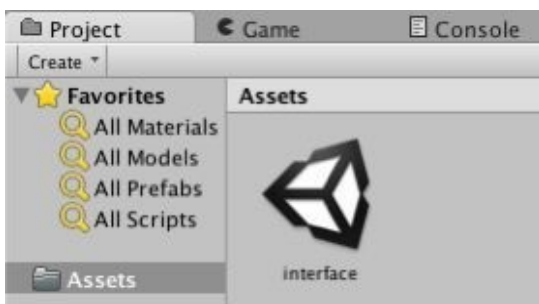 Project Game Console
Create
Favorites Assets
All Materials
All Models
All Prefabs
All Scripts
Assets
interface